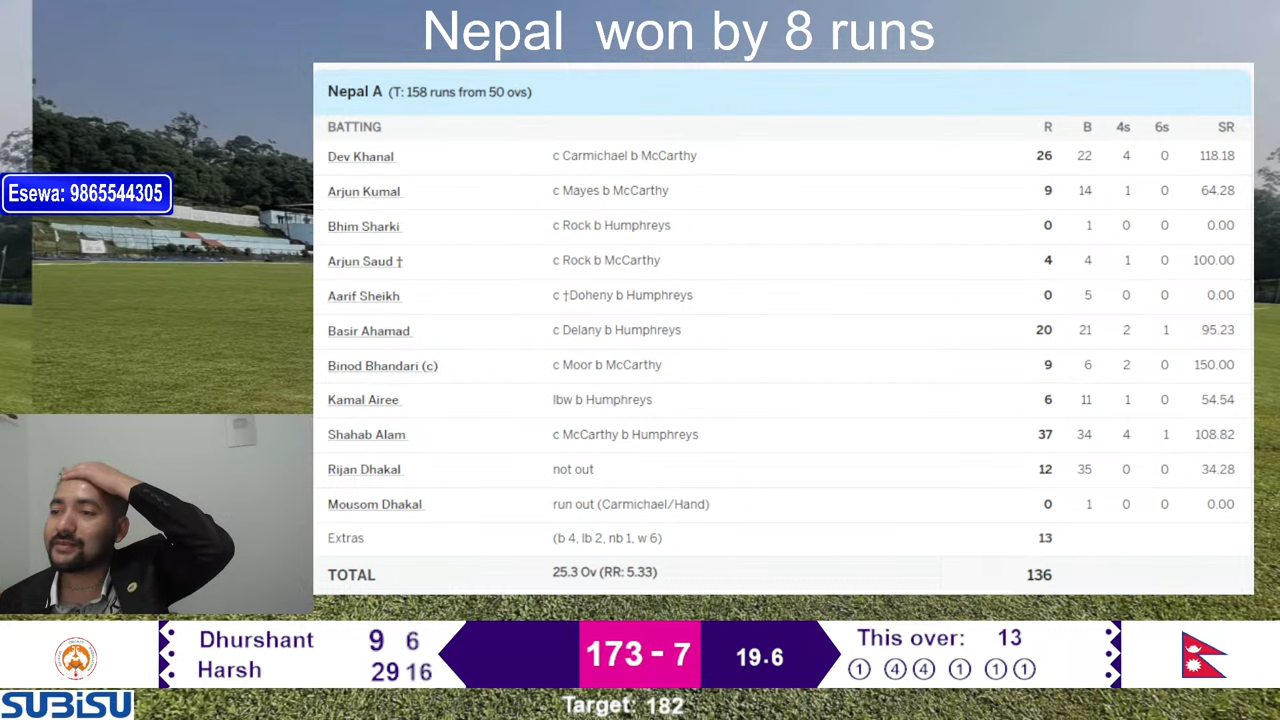 Nepal won by 8 runs
Nepal A (T: 158 runs from 50 ovs)
BATTING R B 4s 6s SR
Dev Khanal c Carmichael b McCarthy 26 22 4 0 118.18
Arjun Kumal c Mayes b McCarthy 9 14 1 0 64.28
Bhim Sharki c Rock b Humphreys 0 1 0 0 0.00
Arjun Saud † c Rock b McCarthy 4 4 1 0 100.00
Aarif Sheikh c †Doheny b Humphreys 0 5 0 0 0.00
Basir Ahamad c Delany b Humphreys 20 21 2 1 95.23
Binod Bhandari (c) c Moor b McCarthy 9 6 2 0 150.00
Kamal Airee lbw b Humphreys 6 11 1 0 54.54
Shahab Alam c McCarthy b Humphreys 37 34 4 1 108.82
Rijan Dhakal not out 12 35 0 0 34.28
Mousom Dhakal run out (Carmichael/Hand) 0 1 0 0 0.00
Extras (b 4, lb 2, nb 1, w 6) 13
TOTAL 25.3 Ov (RR: 5.33) 136
Esewa: 9865544305
Dhurshant 9 6
Harsh 29 16
173 - 7 19.6
This over: 13
1 4 4 1 1 1
SUBISU
Target: 182